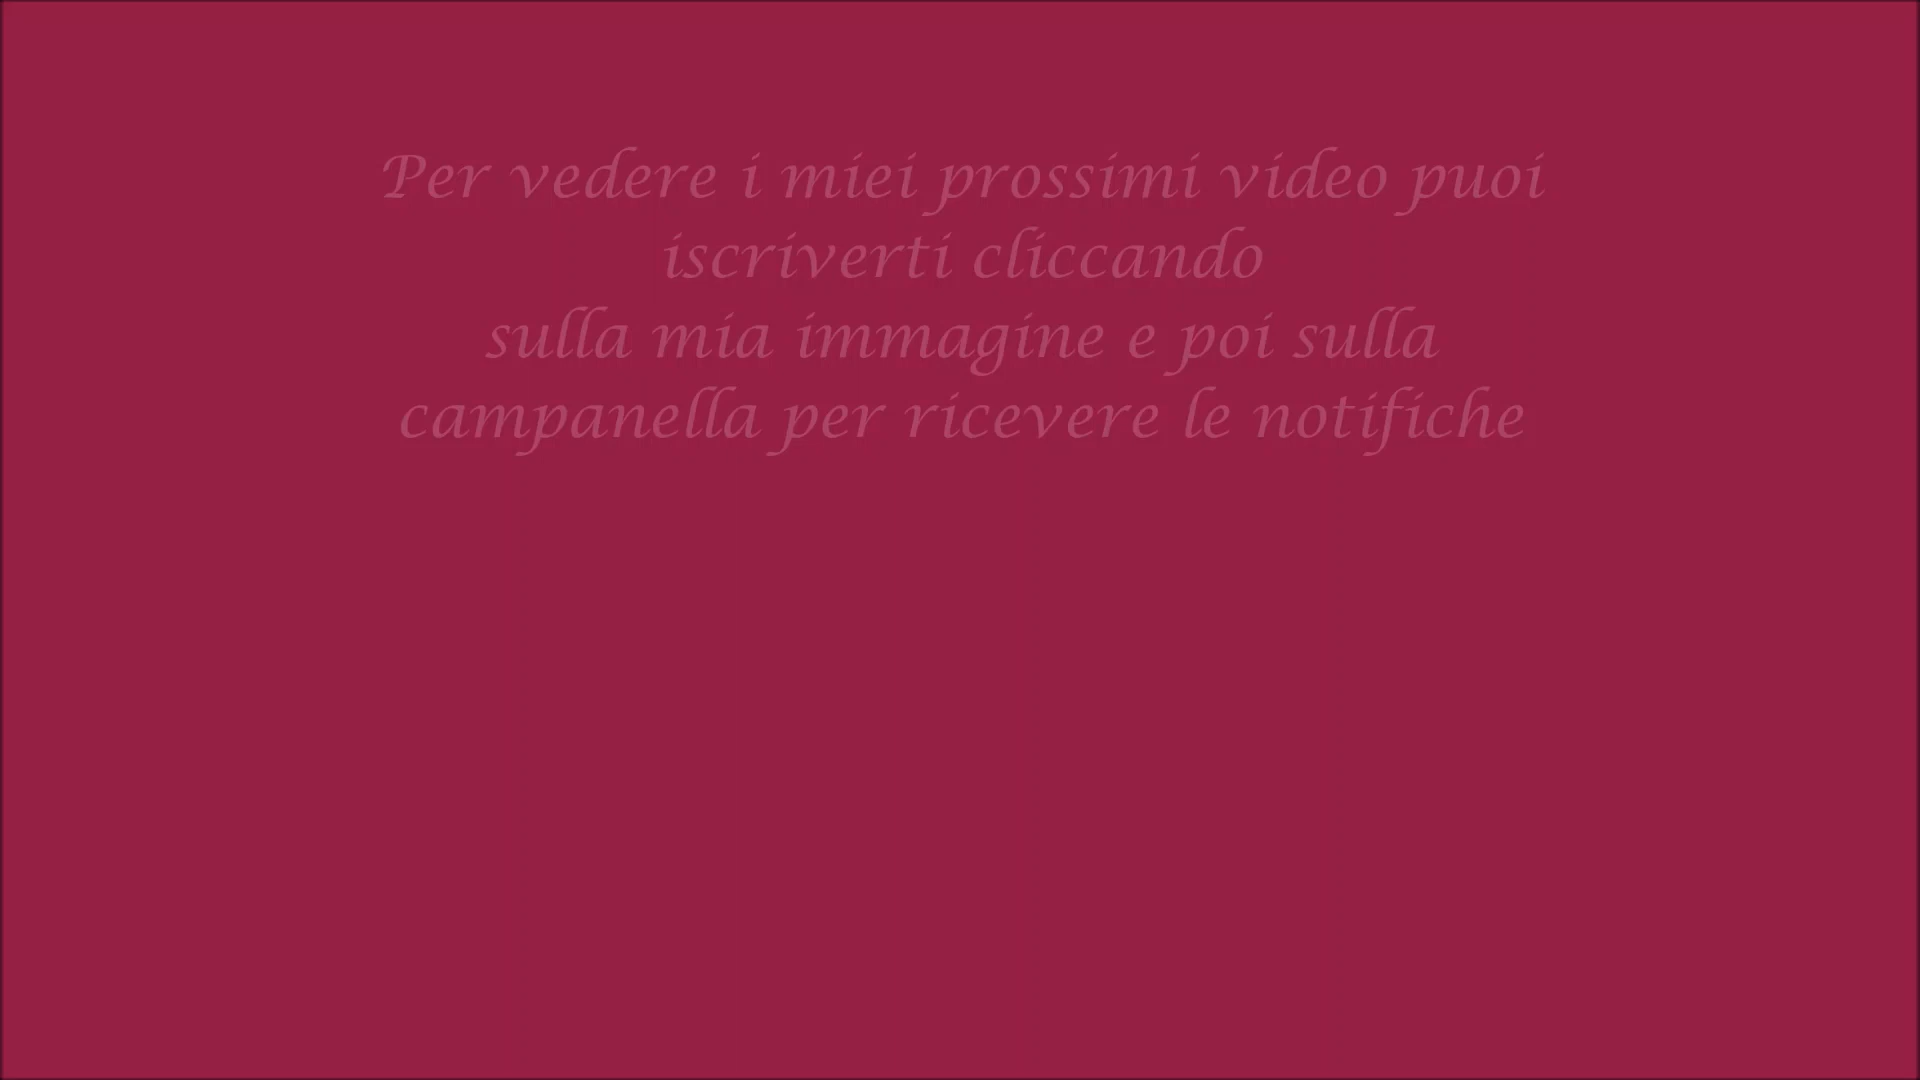 Per vedere i miei prossimi video puoi
iscriverti cliccando
sulla mia immagine e poi sulla
campanella per ricevere le notifiche